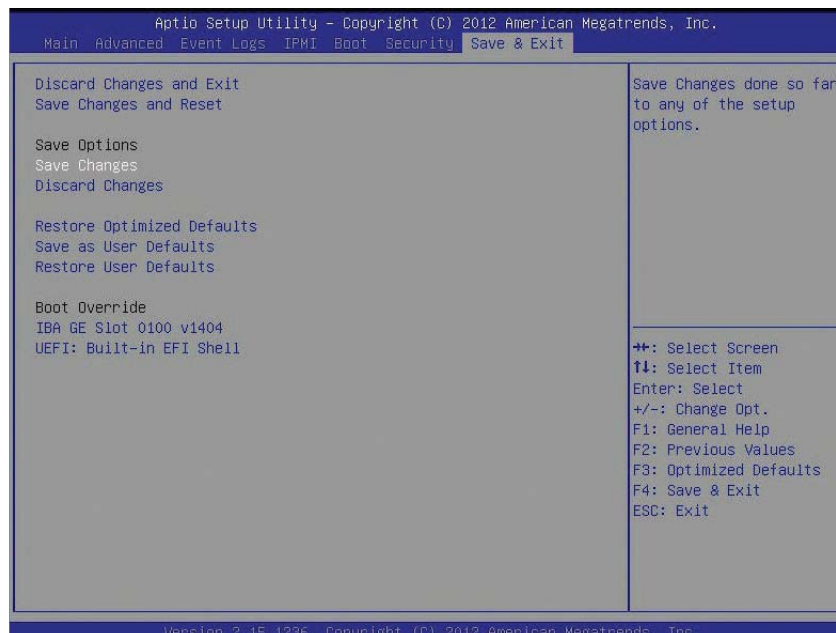 Aptio Setup Utility – Copyright (C) 2012 American Megatrends, Inc.
Main Advanced Event Logs IPMI Boot Security Save & Exit
Discard Changes and Exit
Save Changes and Reset
Save Options
Save Changes
Discard Changes
Restore Optimized Defaults
Save as User Defaults
Restore User Defaults
Boot Override
IBA GE Slot 0100 v1404
UEFI: Built-in EFI Shell
Save Changes done so far
to any of the setup
options.
→←: Select Screen
↑↓: Select Item
Enter: Select
+/-: Change Opt.
F1: General Help
F2: Previous Values
F3: Optimized Defaults
F4: Save & Exit
ESC: Exit
Version 2.15.1236. Copyright (C) 2012 American Megatrends, Inc.